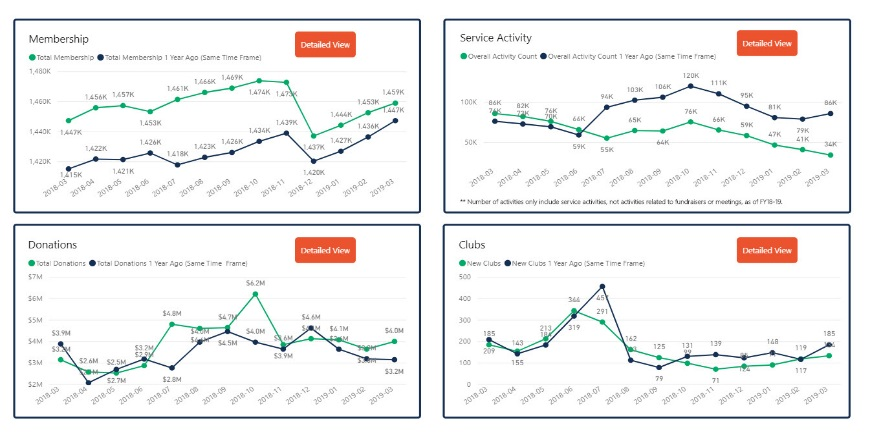 Membership
Detailed View
Total Membership Total Membership 1 Year Ago (Same Time Frame)
1,480K
1,460K
1,440K
1,420K
1,447K 1,456K 1,457K 1,453K 1,461K 1,466K 1,469K 1,474K 1,473K 1,437K 1,444K 1,453K 1,459K
1,415K 1,422K 1,421K 1,426K 1,418K 1,423K 1,426K 1,434K 1,439K 1,420K 1,427K 1,436K 1,447K
2018-03 2018-04 2018-05 2018-06 2018-07 2018-08 2018-09 2018-10 2018-11 2018-12 2019-01 2019-02 2019-03
Service Activity
Detailed View
Overall Activity Count Overall Activity Count 1 Year Ago (Same Time Frame)
100K
50K
86K 82K 76K 66K 94K 103K 106K 120K 111K 95K 81K 79K 86K
73K 70K 59K 55K 65K 64K 76K 66K 59K 47K 41K 34K
2018-03 2018-04 2018-05 2018-06 2018-07 2018-08 2018-09 2018-10 2018-11 2018-12 2019-01 2019-02 2019-03
** Number of activities only include service activities, not activities related to fundraisers or meetings, as of FY18-19.
Donations
Detailed View
Total Donations Total Donations 1 Year Ago (Same Time Frame)
$7M
$6M
$5M
$4M
$3M
$2M
$3.9M $2.6M $2.5M $3.2M $4.8M $4.7M $6.2M $4.6M $4.1M $4.0M
$2.7M $2.8M $4.5M $4.0M $3.9M $3.2M
2018-03 2018-04 2018-05 2018-06 2018-07 2018-08 2018-09 2018-10 2018-11 2018-12 2019-01 2019-02 2019-03
Clubs
Detailed View
New Clubs New Clubs 1 Year Ago (Same Time Frame)
500
400
300
200
100
0
185 143 213 344 457 162 125 131 139 148 119 185
209 155 319 291 79 71 117
2018-03 2018-04 2018-05 2018-06 2018-07 2018-08 2018-09 2018-10 2018-11 2018-12 2019-01 2019-02 2019-03